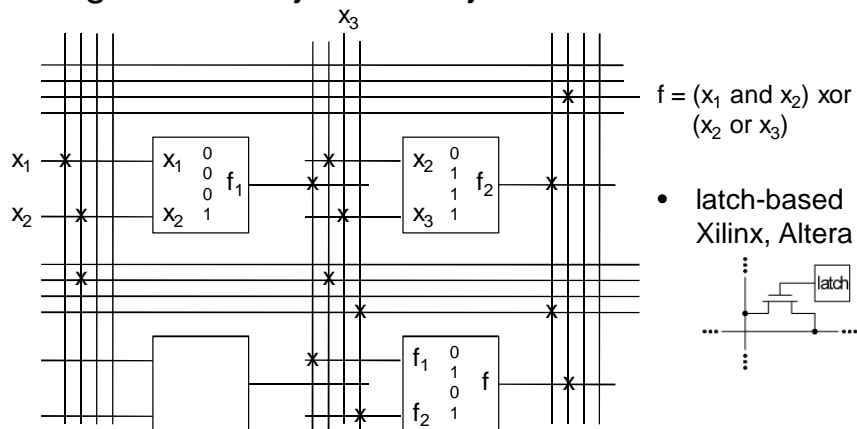 x₃
f = (x₁ and x₂) xor
(x₂ or x₃)
x₁ x₁ 0 x₂ 0
0 f₁ 1 f₂
0 1
x₂ x₂ 1 x₃ 1
• latch-based
Xilinx, Altera
latch
f₁ 0
1 f
0
f₂ 1